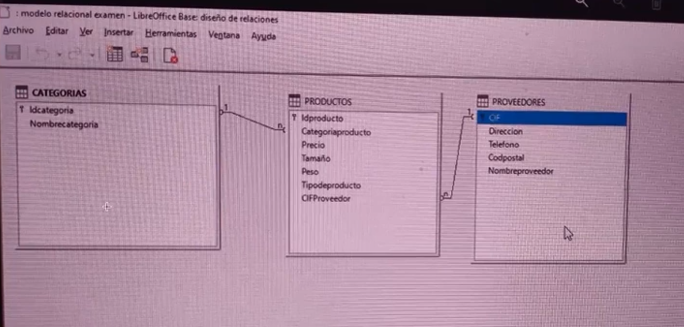 : modelo relacional examen - LibreOffice Base: diseño de relaciones
Archivo Editar Ver Insertar Herramientas Ventana Ayuda
CATEGORIAS
Idcategoria
Nombrecategoria
1
n
PRODUCTOS
Idproducto
Categoriaproducto
Precio
Tamaño
Peso
Tipodeproducto
CIFProveedor
1
n
PROVEEDORES
CIF
Direccion
Telefono
Codpostal
Nombreproveedor